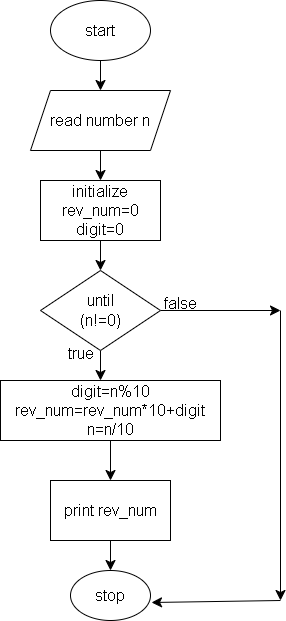 start
read number n
initialize
rev_num=0
digit=0
until
(n!=0)
false
true
digit=n%10
rev_num=rev_num*10+digit
n=n/10
print rev_num
stop